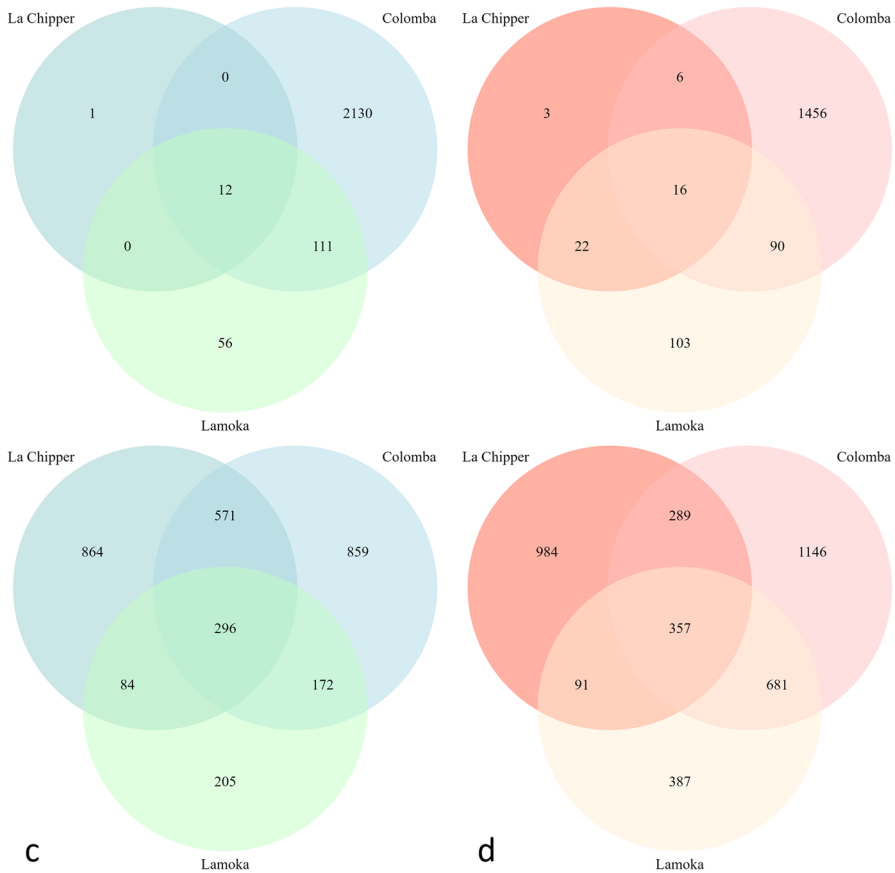 La Chipper Colomba La Chipper Colomba
0 6
1 2130 3 1456
12 16
0 111 22 90
56 103
Lamoka Lamoka
La Chipper Colomba La Chipper Colomba
571 289
864 859 984 1146
296 357
84 172 91 681
205 387
c d
Lamoka Lamoka